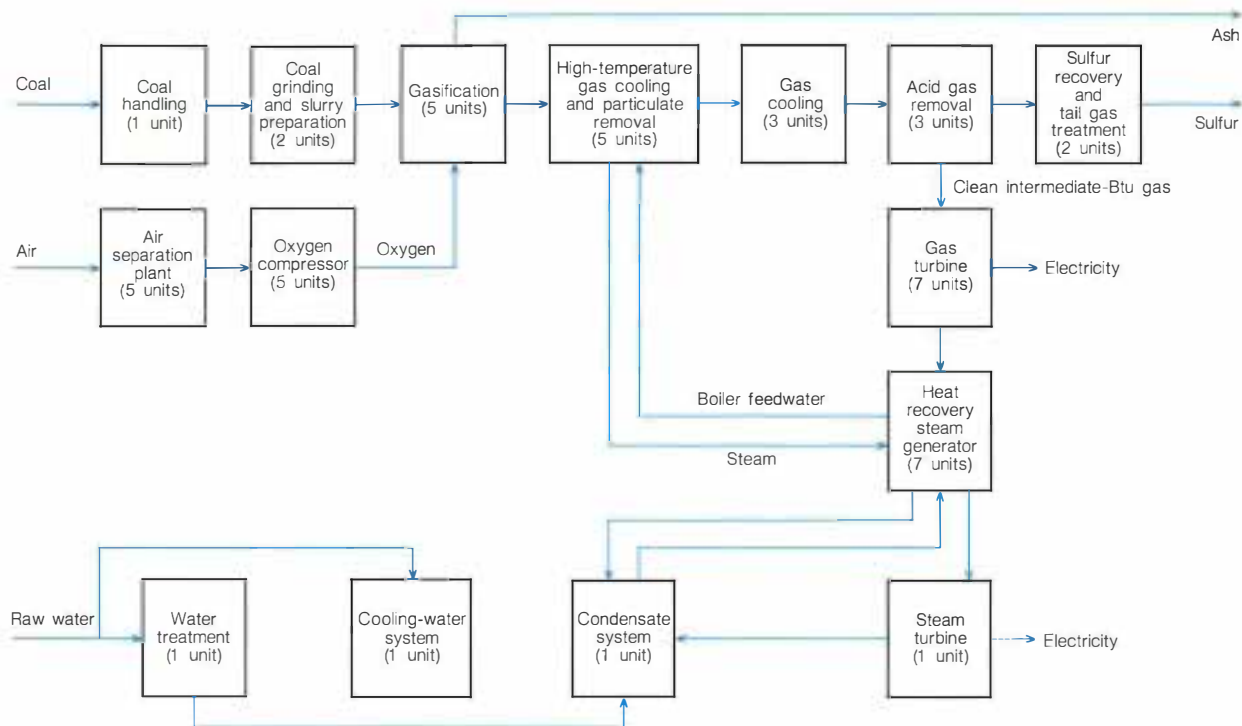 Ash
Coal
Coal
handling
(1 unit)
Coal
grinding
and slurry
preparation
(2 units)
Gasification
(5 units)
High-temperature
gas cooling
and particulate
removal
(5 units)
Gas
cooling
(3 units)
Acid gas
removal
(3 units)
Sulfur
recovery
and
tail gas
treatment
(2 units)
Sulfur
Clean intermediate-Btu gas
Air
Air
separation
plant
(5 units)
Oxygen
compressor
(5 units)
Oxygen
Gas
turbine
(7 units)
Electricity
Boiler feedwater
Steam
Heat
recovery
steam
generator
(7 units)
Raw water
Water
treatment
(1 unit)
Cooling-water
system
(1 unit)
Condensate
system
(1 unit)
Steam
turbine
(1 unit)
Electricity